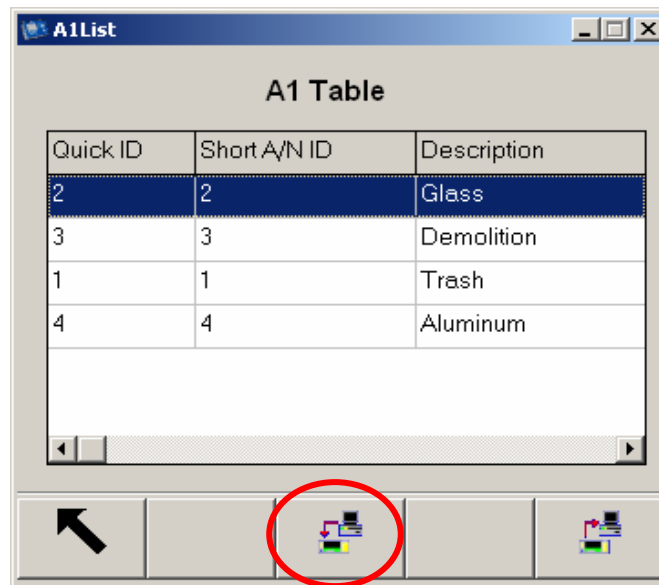 A1List
A1 Table
Quick ID Short A/N ID Description
2 2 Glass
3 3 Demolition
1 1 Trash
4 4 Aluminum